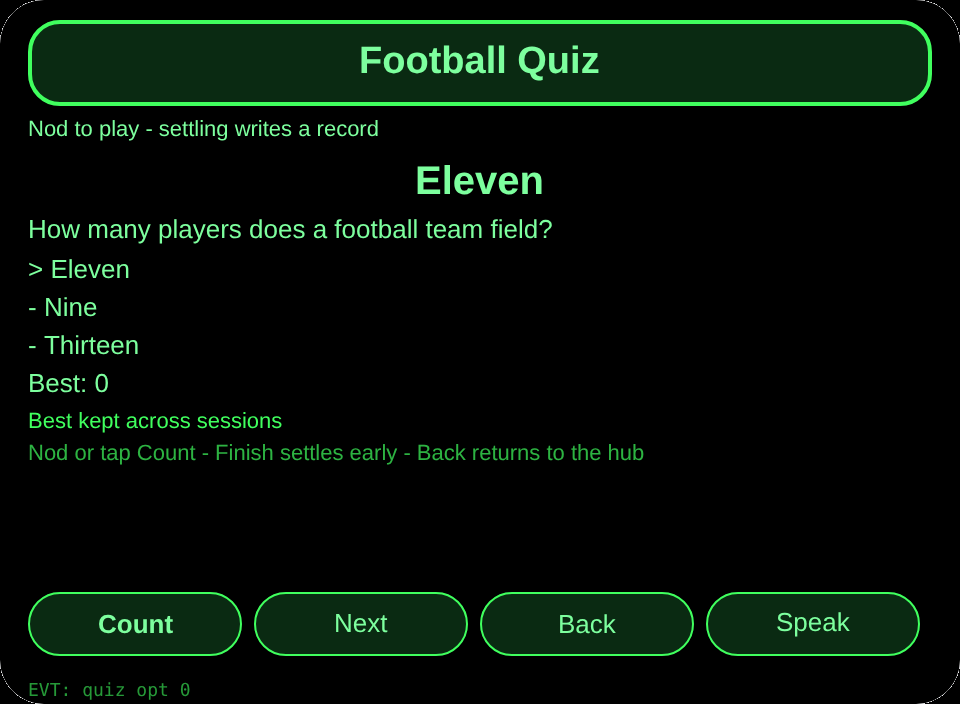 Football Quiz
Nod to play - settling writes a record
Eleven
How many players does a football team field?
> Eleven
- Nine
- Thirteen
Best: 0
Best kept across sessions
Nod or tap Count - Finish settles early - Back returns to the hub
Count Next Back Speak
EVT: quiz opt 0